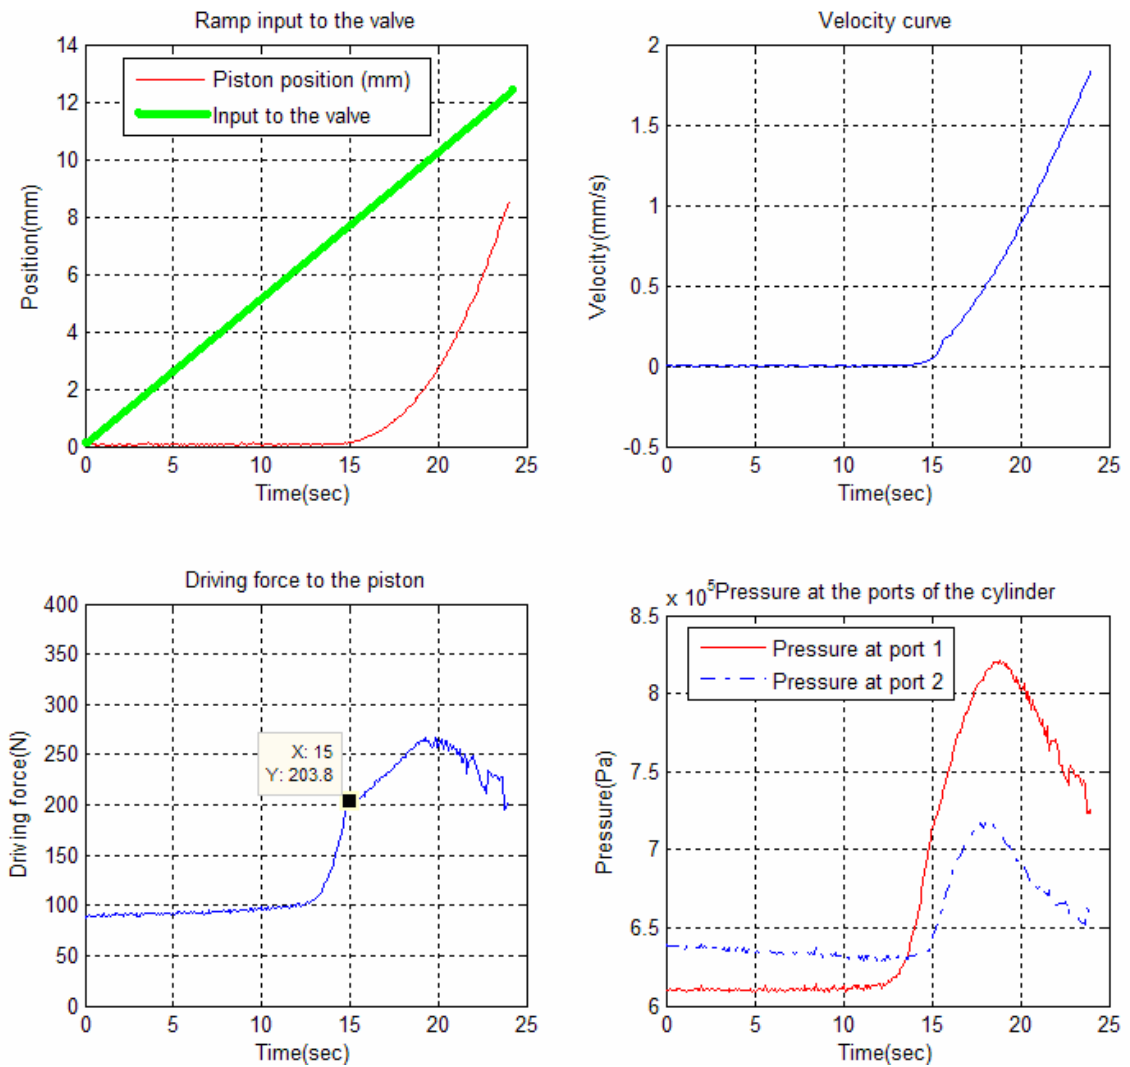 Ramp input to the valve
14
12
10
8
6
4
2
0
Position(mm)
Piston position (mm)
Input to the valve
0 5 10 15 20 25
Time(sec)
Velocity curve
2
1.5
1
0.5
0
-0.5
Velocity(mm/s)
0 5 10 15 20 25
Time(sec)
Driving force to the piston
400
350
300
250
200
150
100
50
0
Driving force(N)
X: 15
Y: 203.8
0 5 10 15 20 25
Time(sec)
x 10⁵Pressure at the ports of the cylinder
8.5
8
7.5
7
6.5
6
Pressure(Pa)
Pressure at port 1
Pressure at port 2
0 5 10 15 20 25
Time(sec)